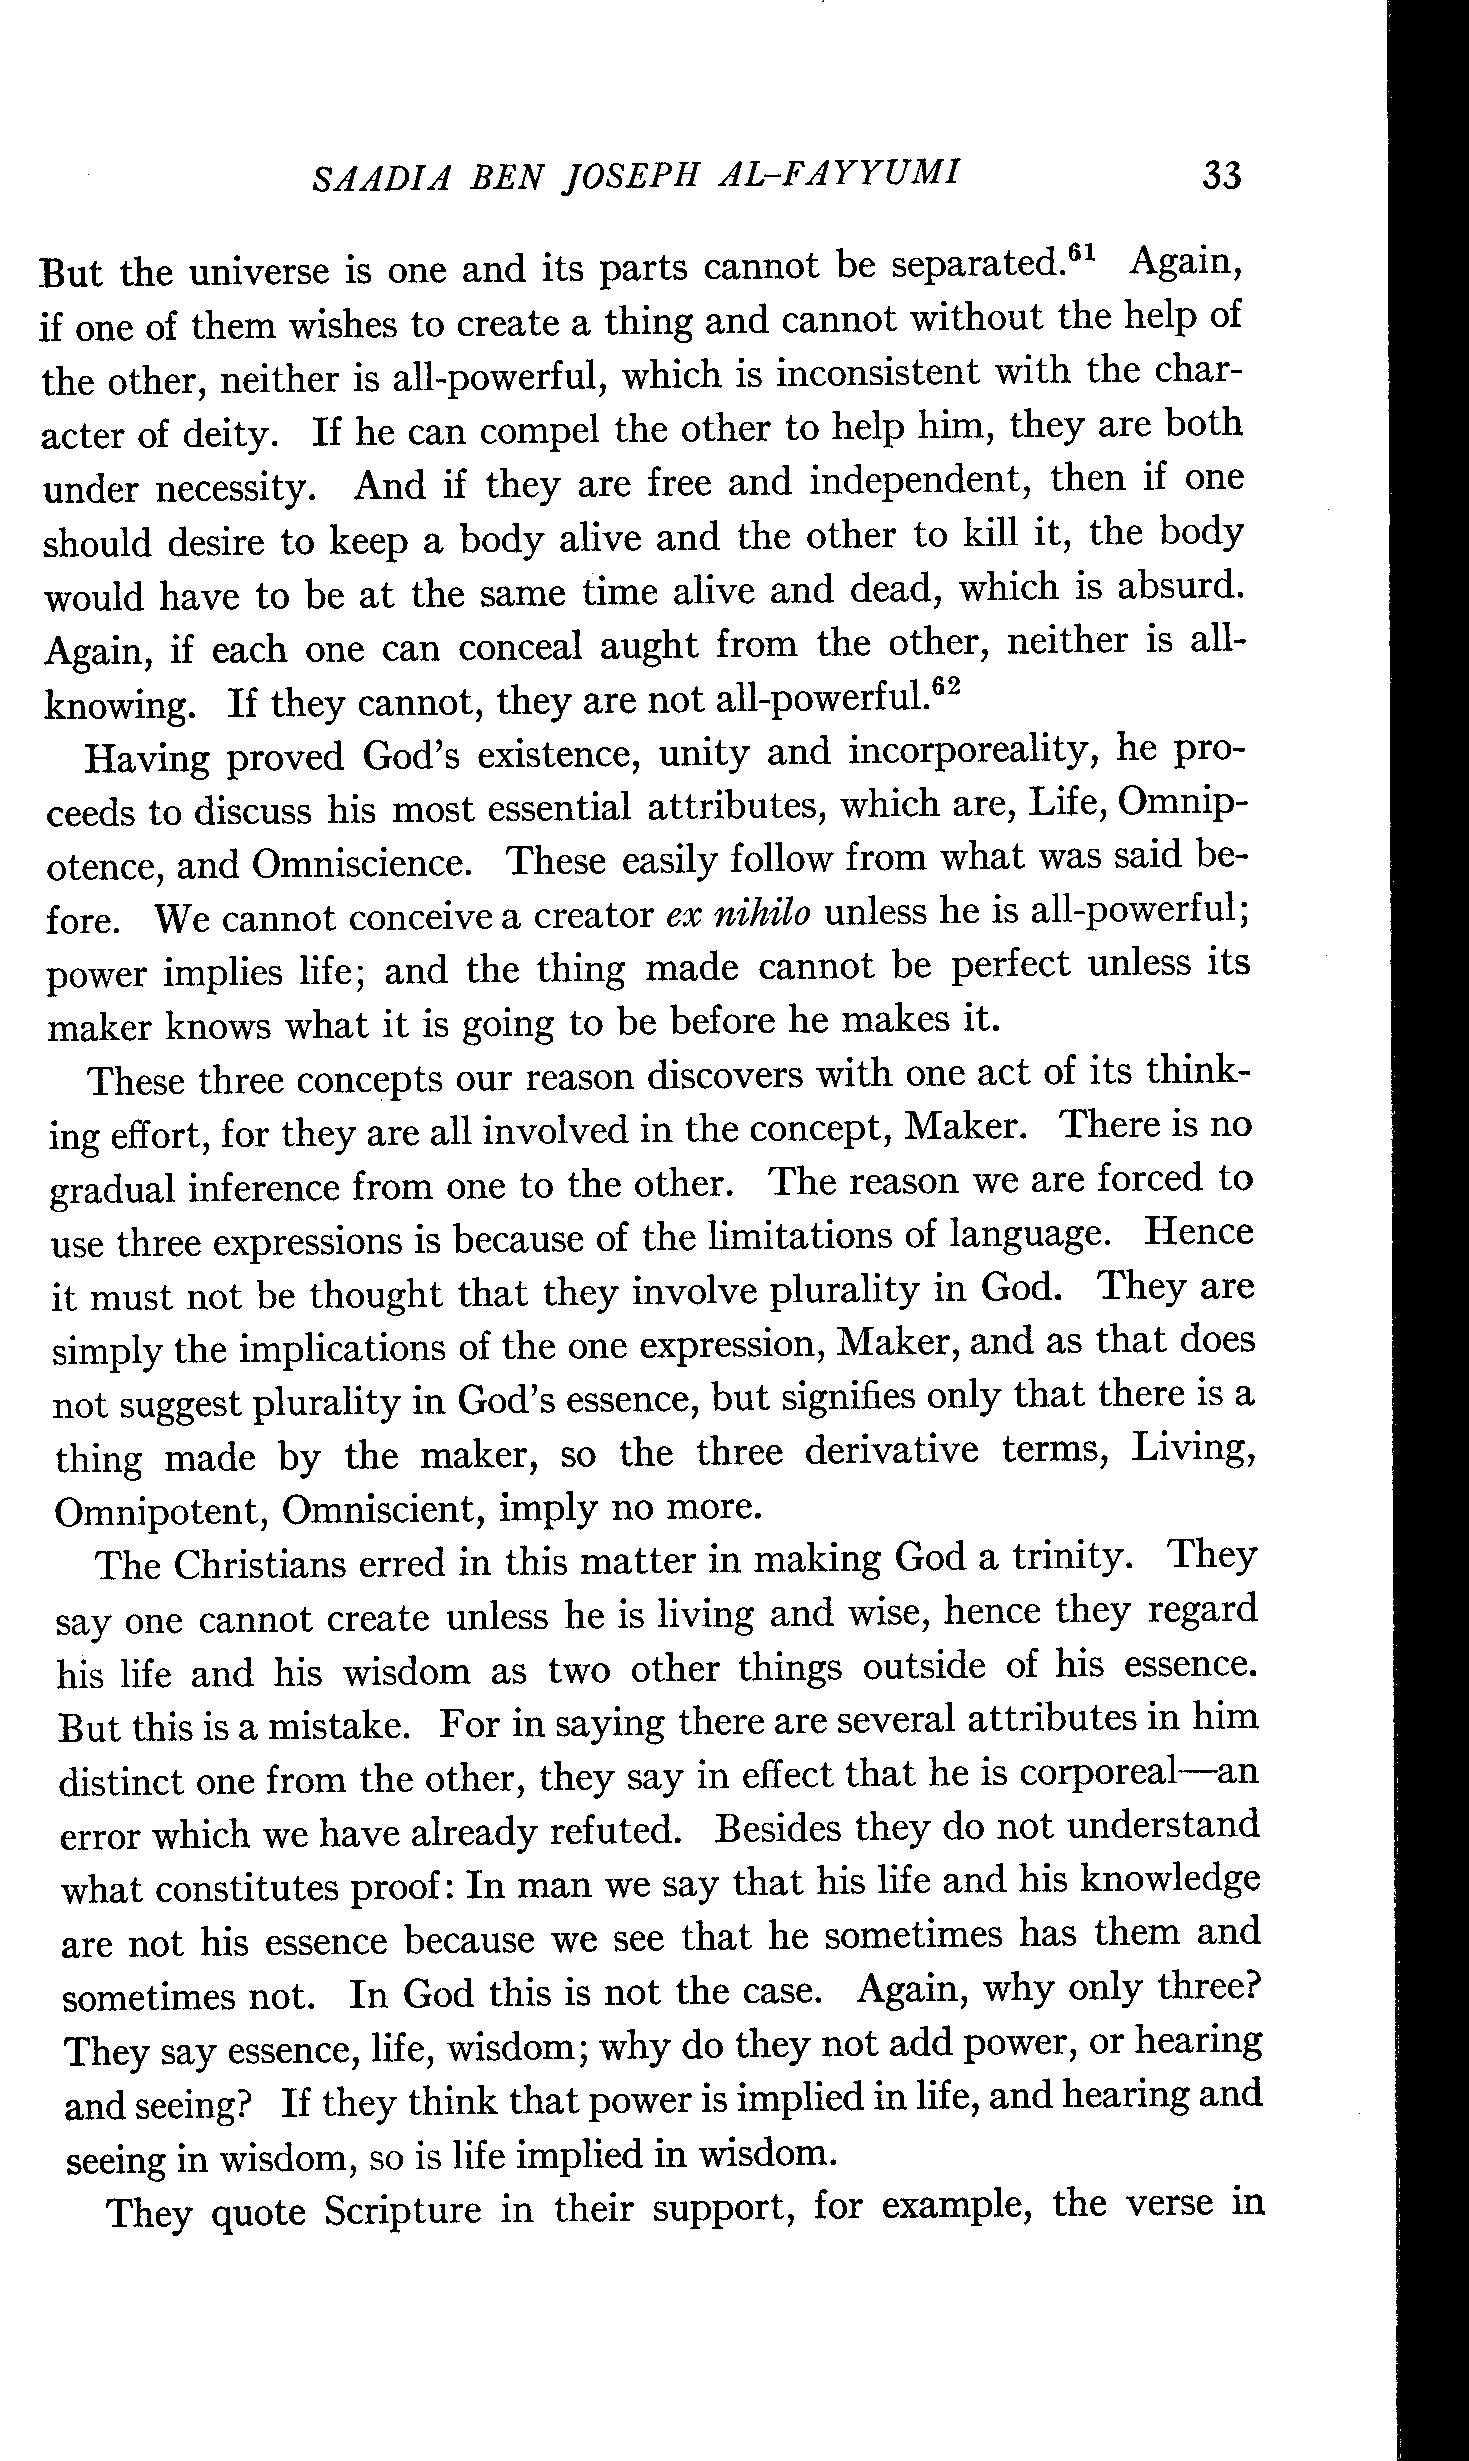 SAADIA BEN JOSEPH AL-FAYYUMI 33
But the universe is one and its parts cannot be separated.⁶¹ Again,
if one of them wishes to create a thing and cannot without the help of
the other, neither is all-powerful, which is inconsistent with the char-
acter of deity. If he can compel the other to help him, they are both
under necessity. And if they are free and independent, then if one
should desire to keep a body alive and the other to kill it, the body
would have to be at the same time alive and dead, which is absurd.
Again, if each one can conceal aught from the other, neither is all-
knowing. If they cannot, they are not all-powerful.⁶²
Having proved God's existence, unity and incorporeality, he pro-
ceeds to discuss his most essential attributes, which are, Life, Omnip-
otence, and Omniscience. These easily follow from what was said be-
fore. We cannot conceive a creator ex nihilo unless he is all-powerful;
power implies life; and the thing made cannot be perfect unless its
maker knows what it is going to be before he makes it.
These three concepts our reason discovers with one act of its think-
ing effort, for they are all involved in the concept, Maker. There is no
gradual inference from one to the other. The reason we are forced to
use three expressions is because of the limitations of language. Hence
it must not be thought that they involve plurality in God. They are
simply the implications of the one expression, Maker, and as that does
not suggest plurality in God's essence, but signifies only that there is a
thing made by the maker, so the three derivative terms, Living,
Omnipotent, Omniscient, imply no more.
The Christians erred in this matter in making God a trinity. They
say one cannot create unless he is living and wise, hence they regard
his life and his wisdom as two other things outside of his essence.
But this is a mistake. For in saying there are several attributes in him
distinct one from the other, they say in effect that he is corporeal—an
error which we have already refuted. Besides they do not understand
what constitutes proof: In man we say that his life and his knowledge
are not his essence because we see that he sometimes has them and
sometimes not. In God this is not the case. Again, why only three?
They say essence, life, wisdom; why do they not add power, or hearing
and seeing? If they think that power is implied in life, and hearing and
seeing in wisdom, so is life implied in wisdom.
They quote Scripture in their support, for example, the verse in